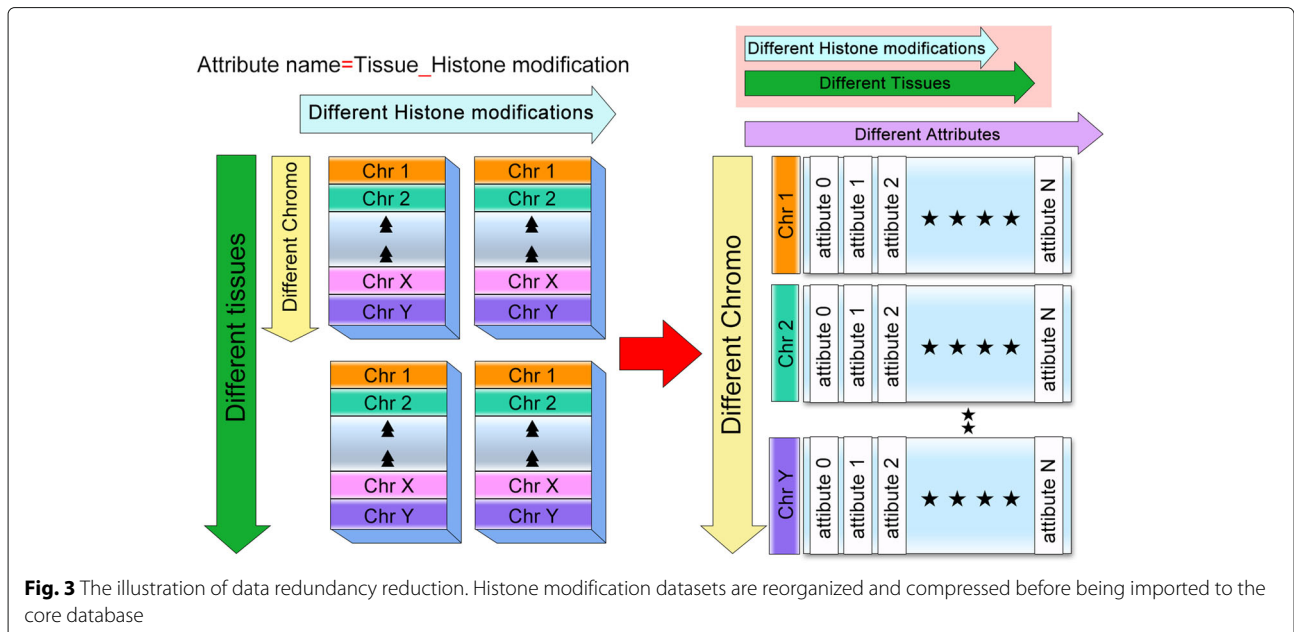 Attribute name=Tissue_Histone modification
Different Histone modifications
Different tissues
Different Chromo
Chr 1
Chr 2
Chr X
Chr Y
Chr 1
Chr 2
Chr X
Chr Y
Chr 1
Chr 2
Chr X
Chr Y
Chr 1
Chr 2
Chr X
Chr Y
Different Histone modifications
Different Tissues
Different Attributes
Different Chromo
Chr 1
attibute 0
attibute 1
attibute 2
attibute N
Chr 2
attibute 0
attibute 1
attibute 2
attibute N
Chr Y
attibute 0
attibute 1
attibute 2
attibute N
Fig. 3 The illustration of data redundancy reduction. Histone modification datasets are reorganized and compressed before being imported to the
core database